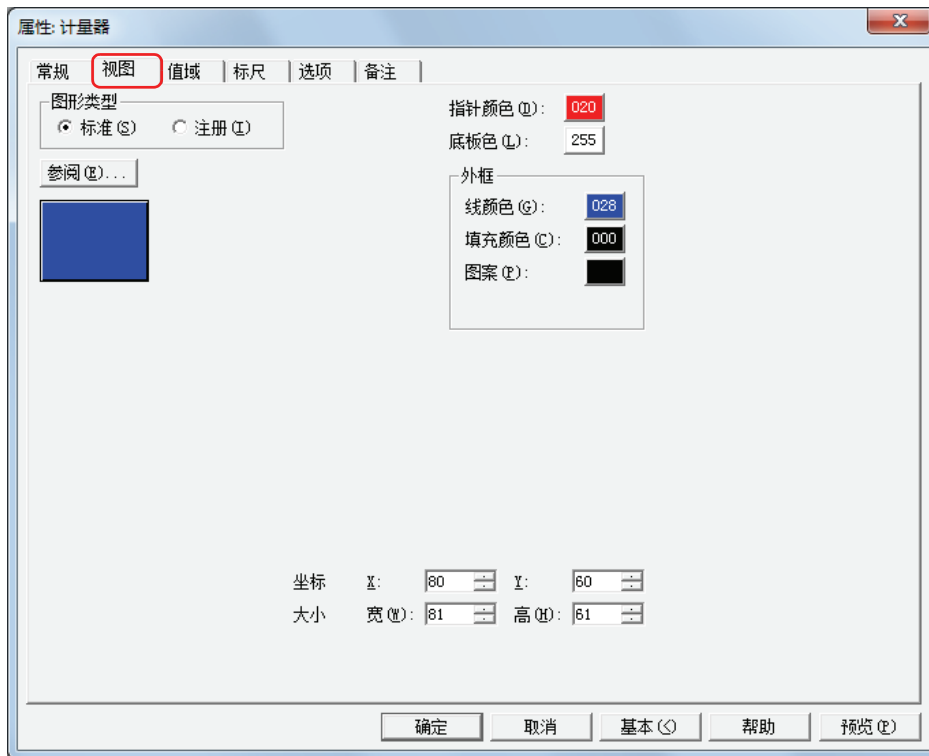 属性: 计量器
常规 视图 值域 标尺 选项 备注
图形类型
标准(S) 注册(I)
参阅(E)...
指针颜色(D): 020
底板色(L): 255
外框
线颜色(G): 028
填充颜色(C): 000
图案(P):
坐标 X: 80 Y: 60
大小 宽(W): 81 高(H): 61
确定 取消 基本(<) 帮助 预览(P)